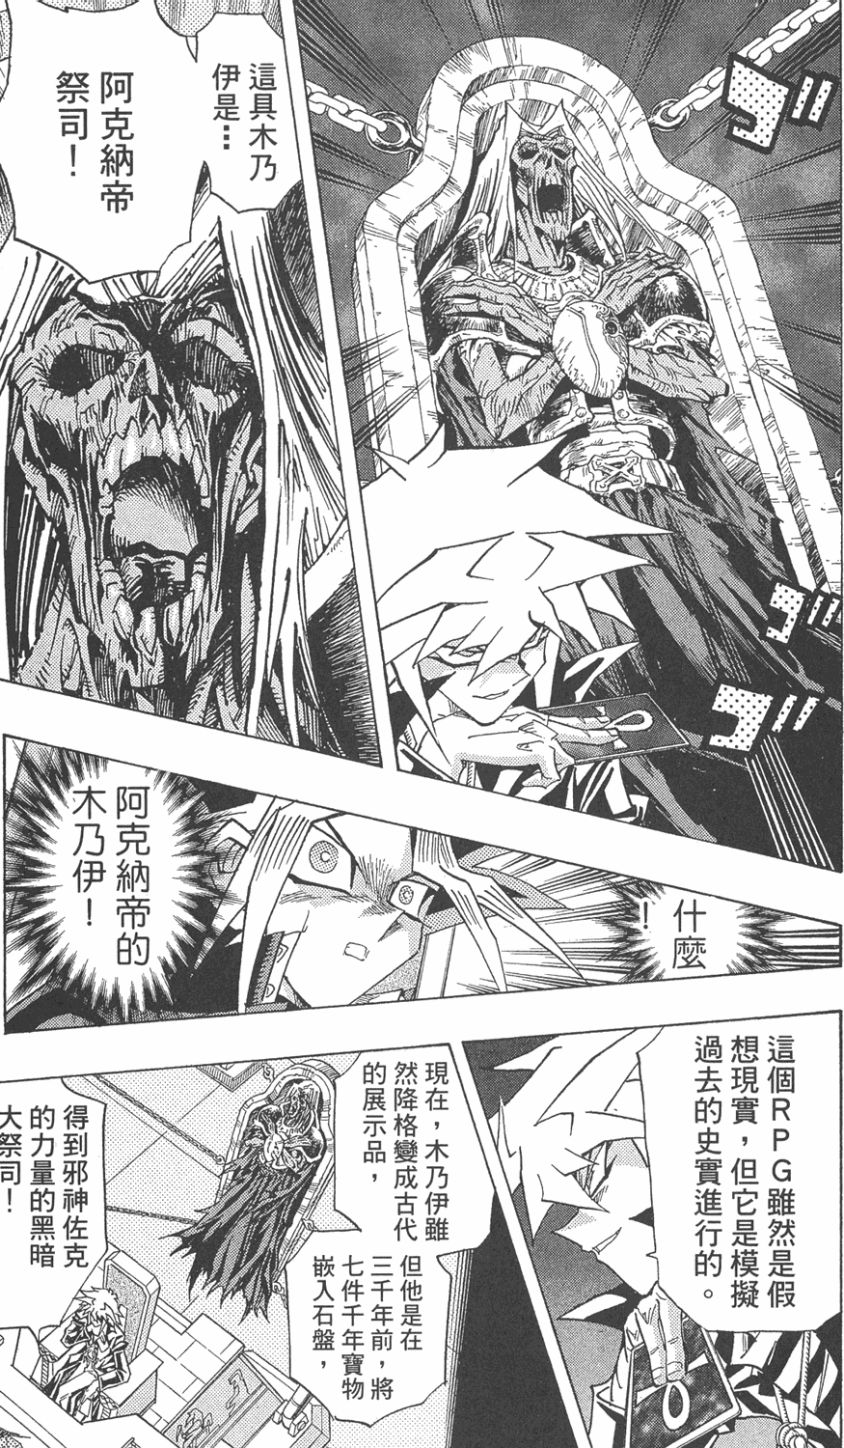 ゴ
ゴ
ゴ
這具木乃
伊是…
阿克納帝
祭司！
什麼
！
阿克納帝的
木乃伊！
這個RPG雖然是假
想現實，但它是模擬
過去的史實進行的。
現在，木乃伊雖
然降格變成古代
的展示品，
但他是在
三千年前，將
七件千年寶物
嵌入石盤，
得到邪神佐克
的力量的黑暗
大祭司！